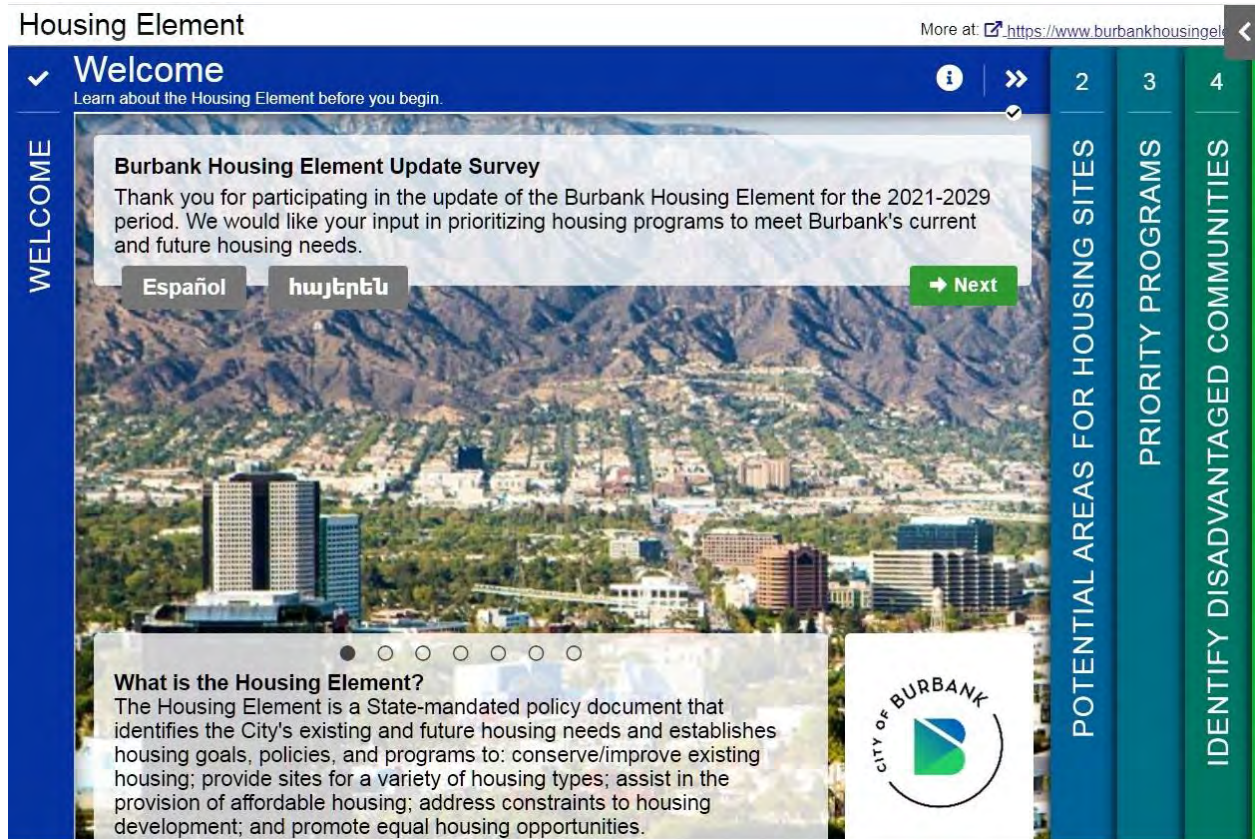 Housing Element
More at: https://www.burbankhousingel
Welcome
Learn about the Housing Element before you begin.
WELCOME
Burbank Housing Element Update Survey
Thank you for participating in the update of the Burbank Housing Element for the 2021-2029
period. We would like your input in prioritizing housing programs to meet Burbank's current
and future housing needs.
Español
հայերեն
Next
What is the Housing Element?
The Housing Element is a State-mandated policy document that
identifies the City's existing and future housing needs and establishes
housing goals, policies, and programs to: conserve/improve existing
housing; provide sites for a variety of housing types; assist in the
provision of affordable housing; address constraints to housing
development; and promote equal housing opportunities.
CITY OF BURBANK
B
2
POTENTIAL AREAS FOR HOUSING SITES
3
PRIORITY PROGRAMS
4
IDENTIFY DISADVANTAGED COMMUNITIES